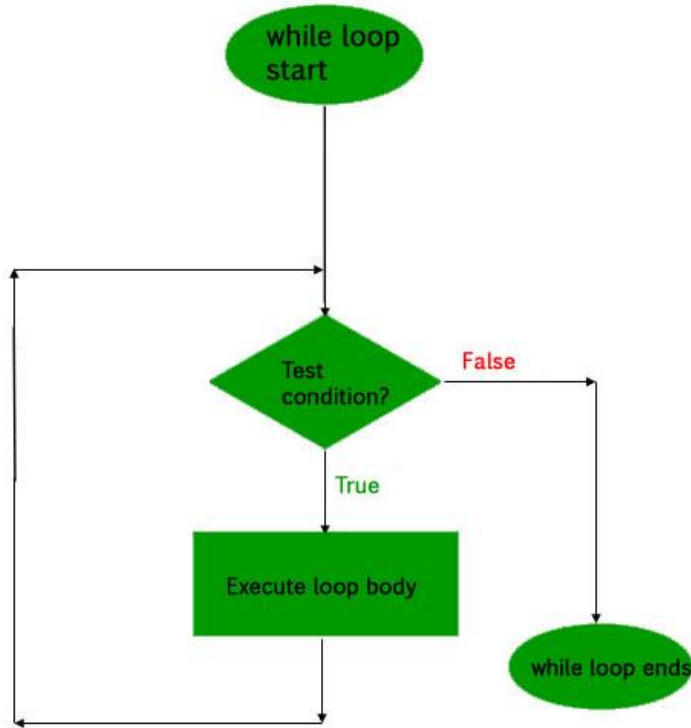 while loop
start
Test
condition?
False
True
Execute loop body
while loop ends